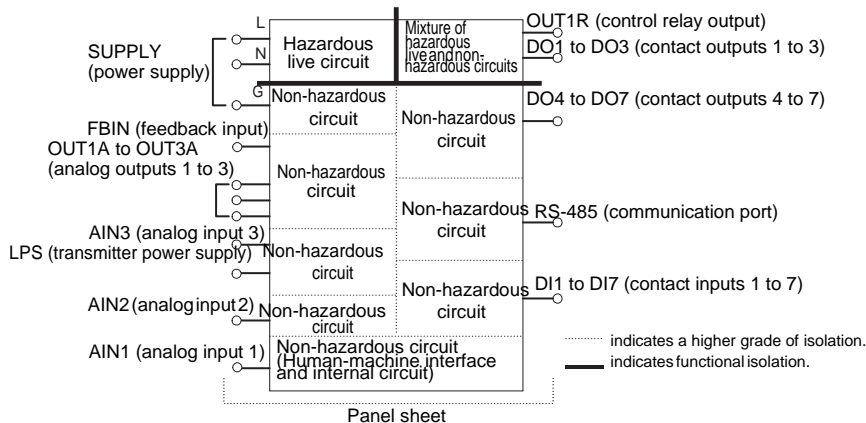 L
N
G
SUPPLY
(power supply)
Hazardous
live circuit
Mixture of
hazardous
live and non-
hazardous circuits
OUT1R (control relay output)
DO1 to DO3 (contact outputs 1 to 3)
Non-hazardous
circuit
FBIN (feedback input)
OUT1A to OUT3A
(analog outputs 1 to 3)
Non-hazardous
circuit
AIN3 (analog input 3)
LPS (transmitter power supply)
Non-hazardous
circuit
AIN2 (analog input 2)
Non-hazardous
circuit
AIN1 (analog input 1)
Non-hazardous circuit
(Human-machine interface
and internal circuit)
Non-hazardous
circuit
DO4 to DO7 (contact outputs 4 to 7)
Non-hazardous
circuit
RS-485 (communication port)
Non-hazardous
circuit
DI1 to DI7 (contact inputs 1 to 7)
indicates a higher grade of isolation.
indicates functional isolation.
Panel sheet